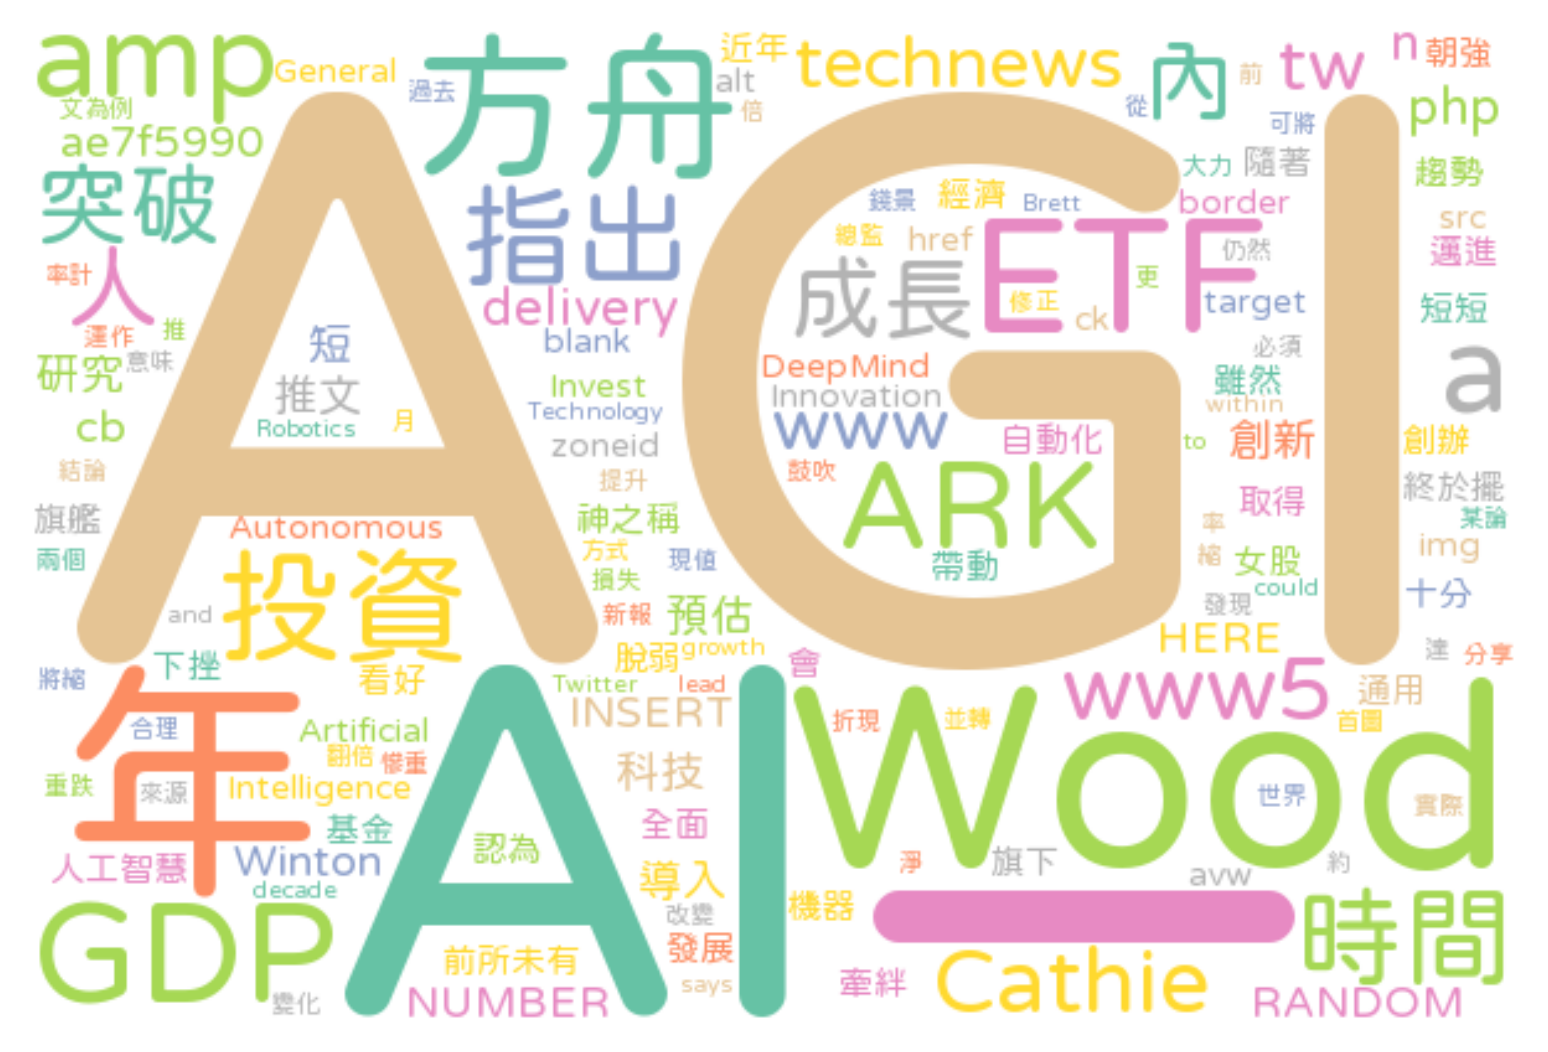 amp
General
過去
方舟
近年
alt
倍
technews
從
內
前
tw
n
朝強
文為例
ae7f5990
可將
php
突破
AGI
指出
錢景
經濟
Brett
大力
隨著
border
趨勢
src
率計
人
總監
href
ETF
仍然
邁進
運作
推
delivery
成長
修正
更
target
短短
意味
短
blank
ck
必須
研究
推文
Invest
DeepMind
雖然
a
cb
Robotics
月
Technology
Innovation
within
zoneid
www
自動化
to
創新
創辦
結論
提升
鼓吹
ARK
取得
終於擺
旗艦
Autonomous
神之稱
率
某論
兩個
投資
方式
現值
帶動
縮
女股
img
損失
could
十分
and
新報
預估
發現
下挫
看好
脫弱
growth
會
HERE
達
分享
將縮
Twitter
lead
www5
通用
年
合理
Artificial
INSERT
AI
折現
並轉
Wood
首圖
翻倍
慘重
重跌
來源
Intelligence
科技
世界
實際
基金
全面
人工智慧
Winton
認為
導入
淨
旗下
avw
約
decade
機器
GDP
改變
時間
前所未有
發展
變化
NUMBER
says
牽絆
Cathie
RANDOM